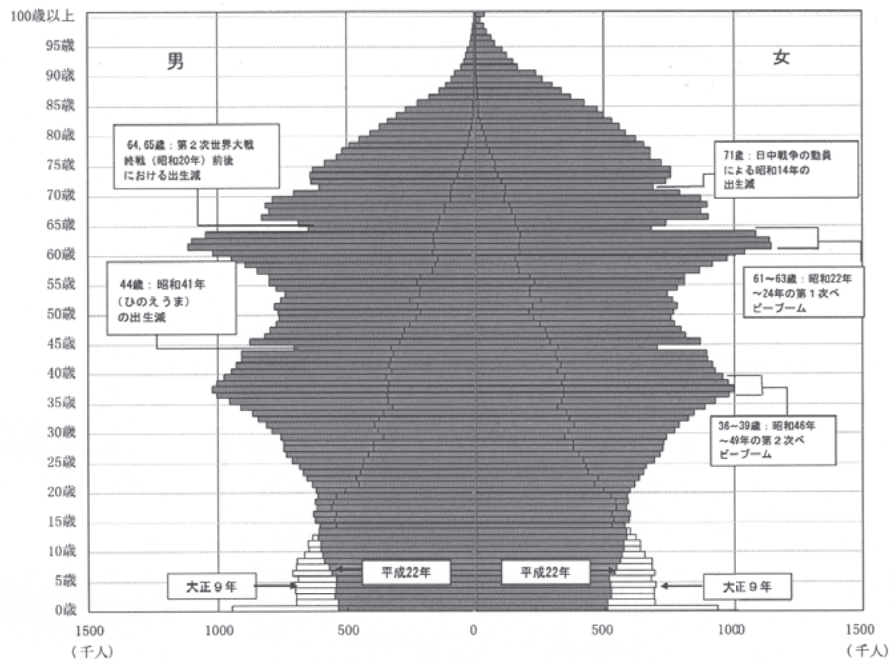 100歳以上
95歳
90歳
85歳
80歳
75歳
70歳
65歳
60歳
55歳
50歳
45歳
40歳
35歳
30歳
25歳
20歳
15歳
10歳
5歳
0歳
男
女
64,65歳：第２次世界大戦
終戦（昭和20年）前後
における出生減
71歳：日中戦争の動員
による昭和14年の
出生減
44歳：昭和41年
（ひのえうま）
の出生減
61〜63歳：昭和22年
〜24年の第１次ベ
ビーブーム
36〜39歳：昭和46年
〜49年の第２次ベ
ビーブーム
平成22年
平成22年
大正９年
大正９年
1500
1000
500
0
500
1000
1500
（千人）
（千人）